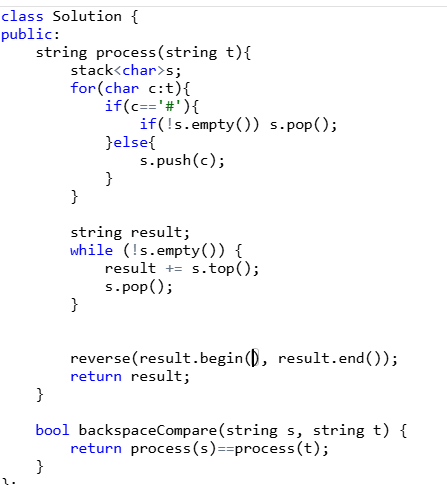 class Solution {
public:
    string process(string t){
        stack<char>s;
        for(char c:t){
            if(c=='#'){
                if(!s.empty()) s.pop();
            }else{
                s.push(c);
            }
        }

        string result;
        while (!s.empty()) {
            result += s.top();
            s.pop();
        }


        reverse(result.begin(), result.end());
        return result;
    }

    bool backspaceCompare(string s, string t) {
        return process(s)==process(t);
    }
};